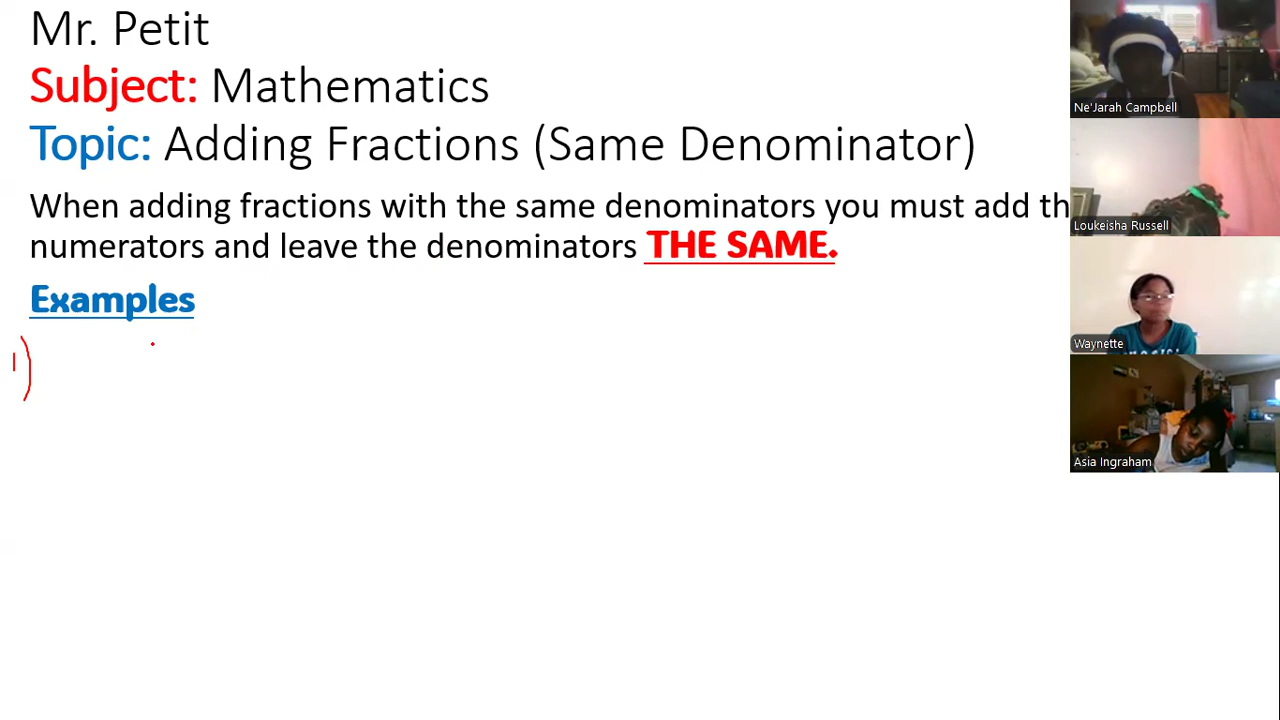 Mr. Petit
Subject: Mathematics
Topic: Adding Fractions (Same Denominator)
When adding fractions with the same denominators you must add th
numerators and leave the denominators THE SAME.
Examples
1)
Ne'Jarah Campbell
Loukeisha Russell
Waynette
Asia Ingraham